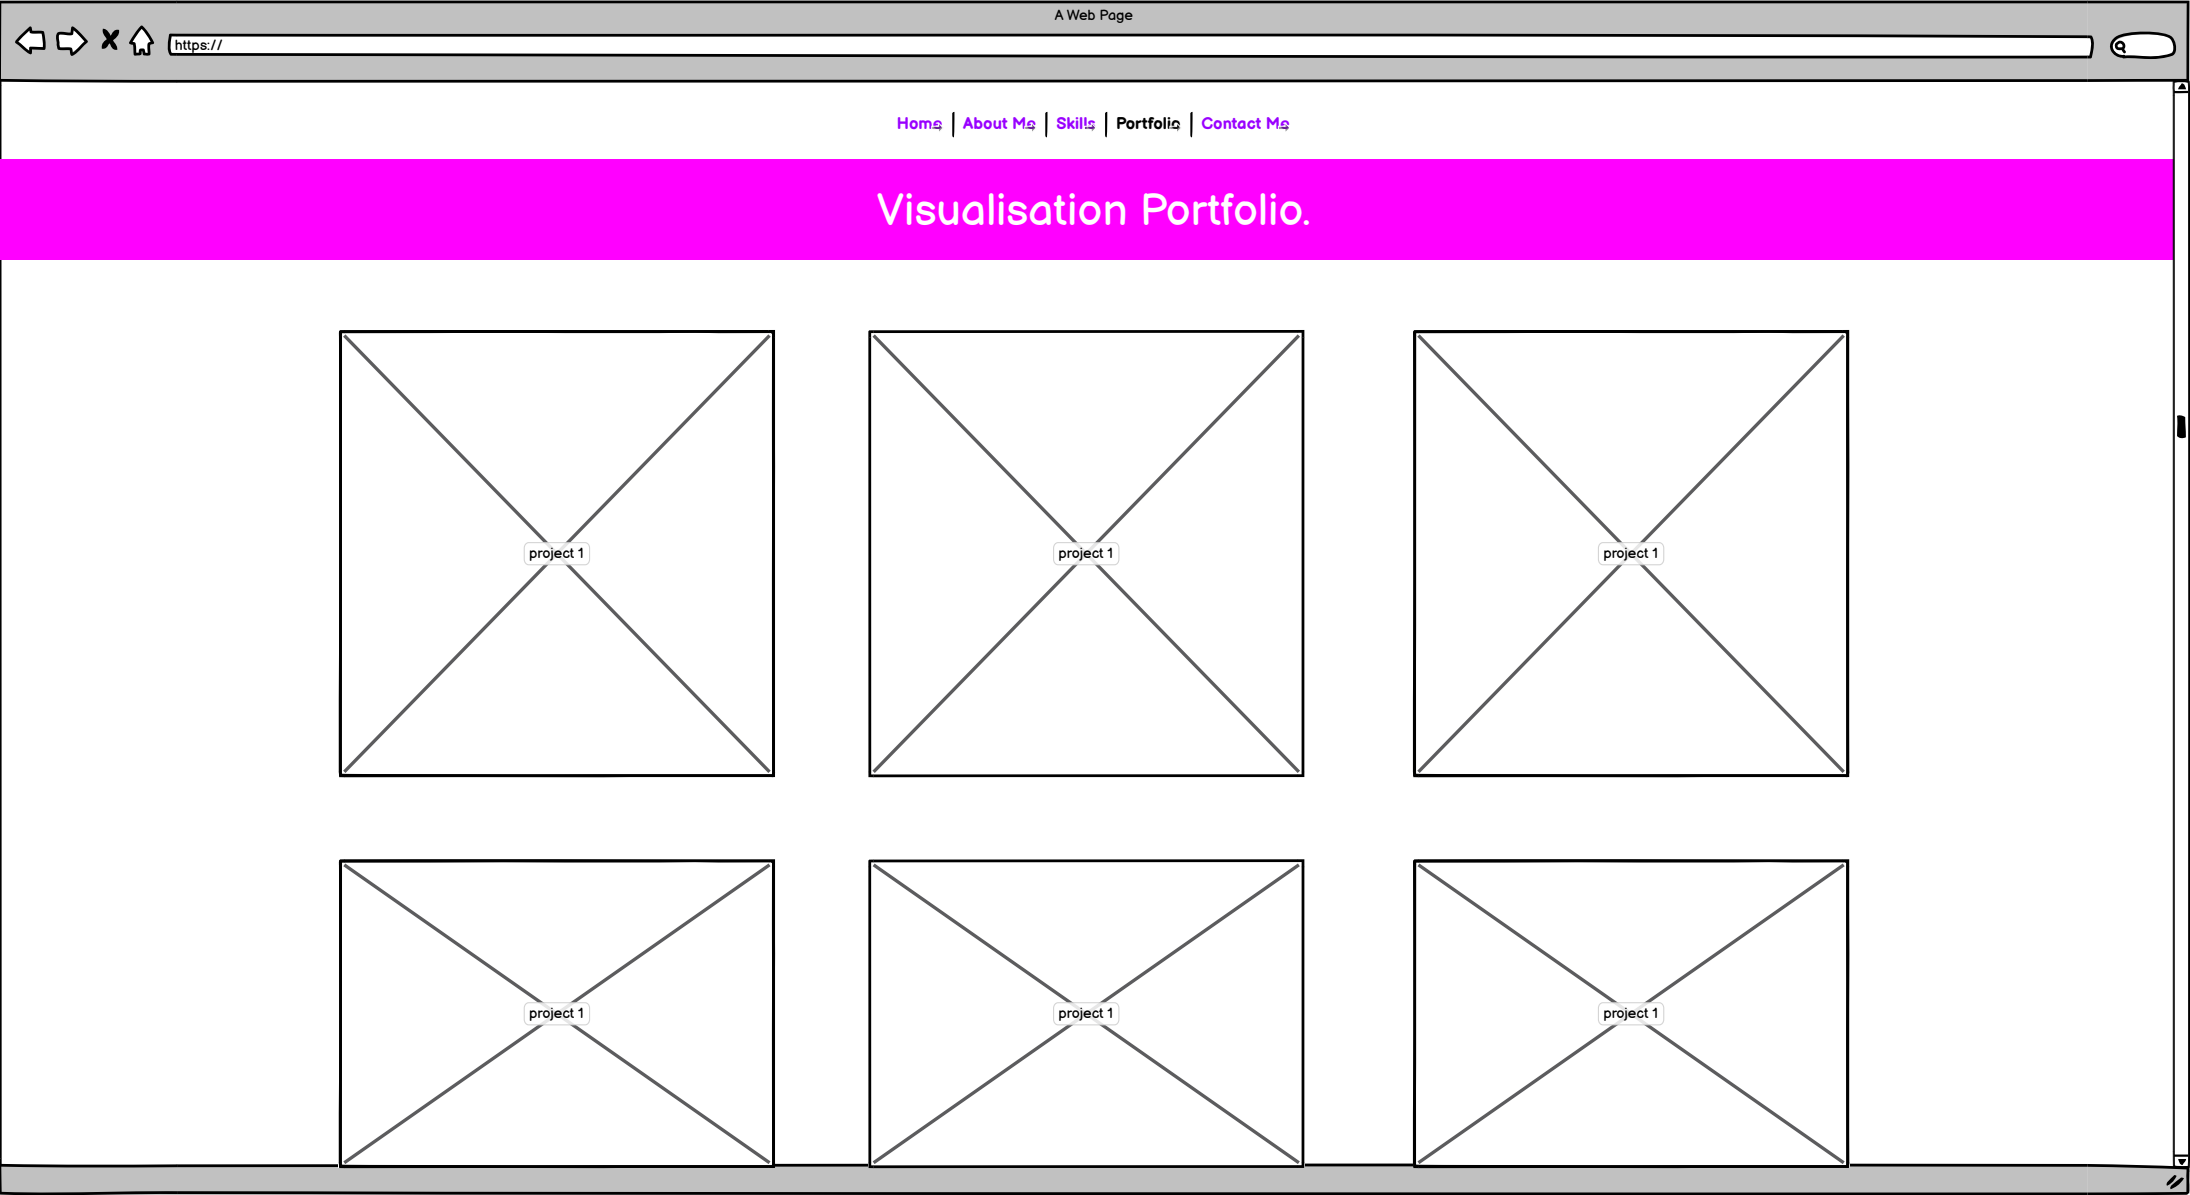 A Web Page
https://
Home About Me Skills Portfolio Contact Me
Visualisation Portfolio.
project 1 project 1 project 1
project 1 project 1 project 1